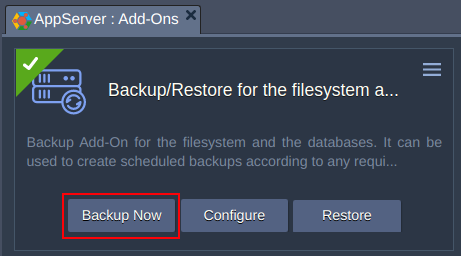 AppServer : Add-Ons
Backup/Restore for the filesystem a...
Backup Add-On for the filesystem and the databases. It can be
used to create scheduled backups according to any requi...
Backup Now
Configure
Restore